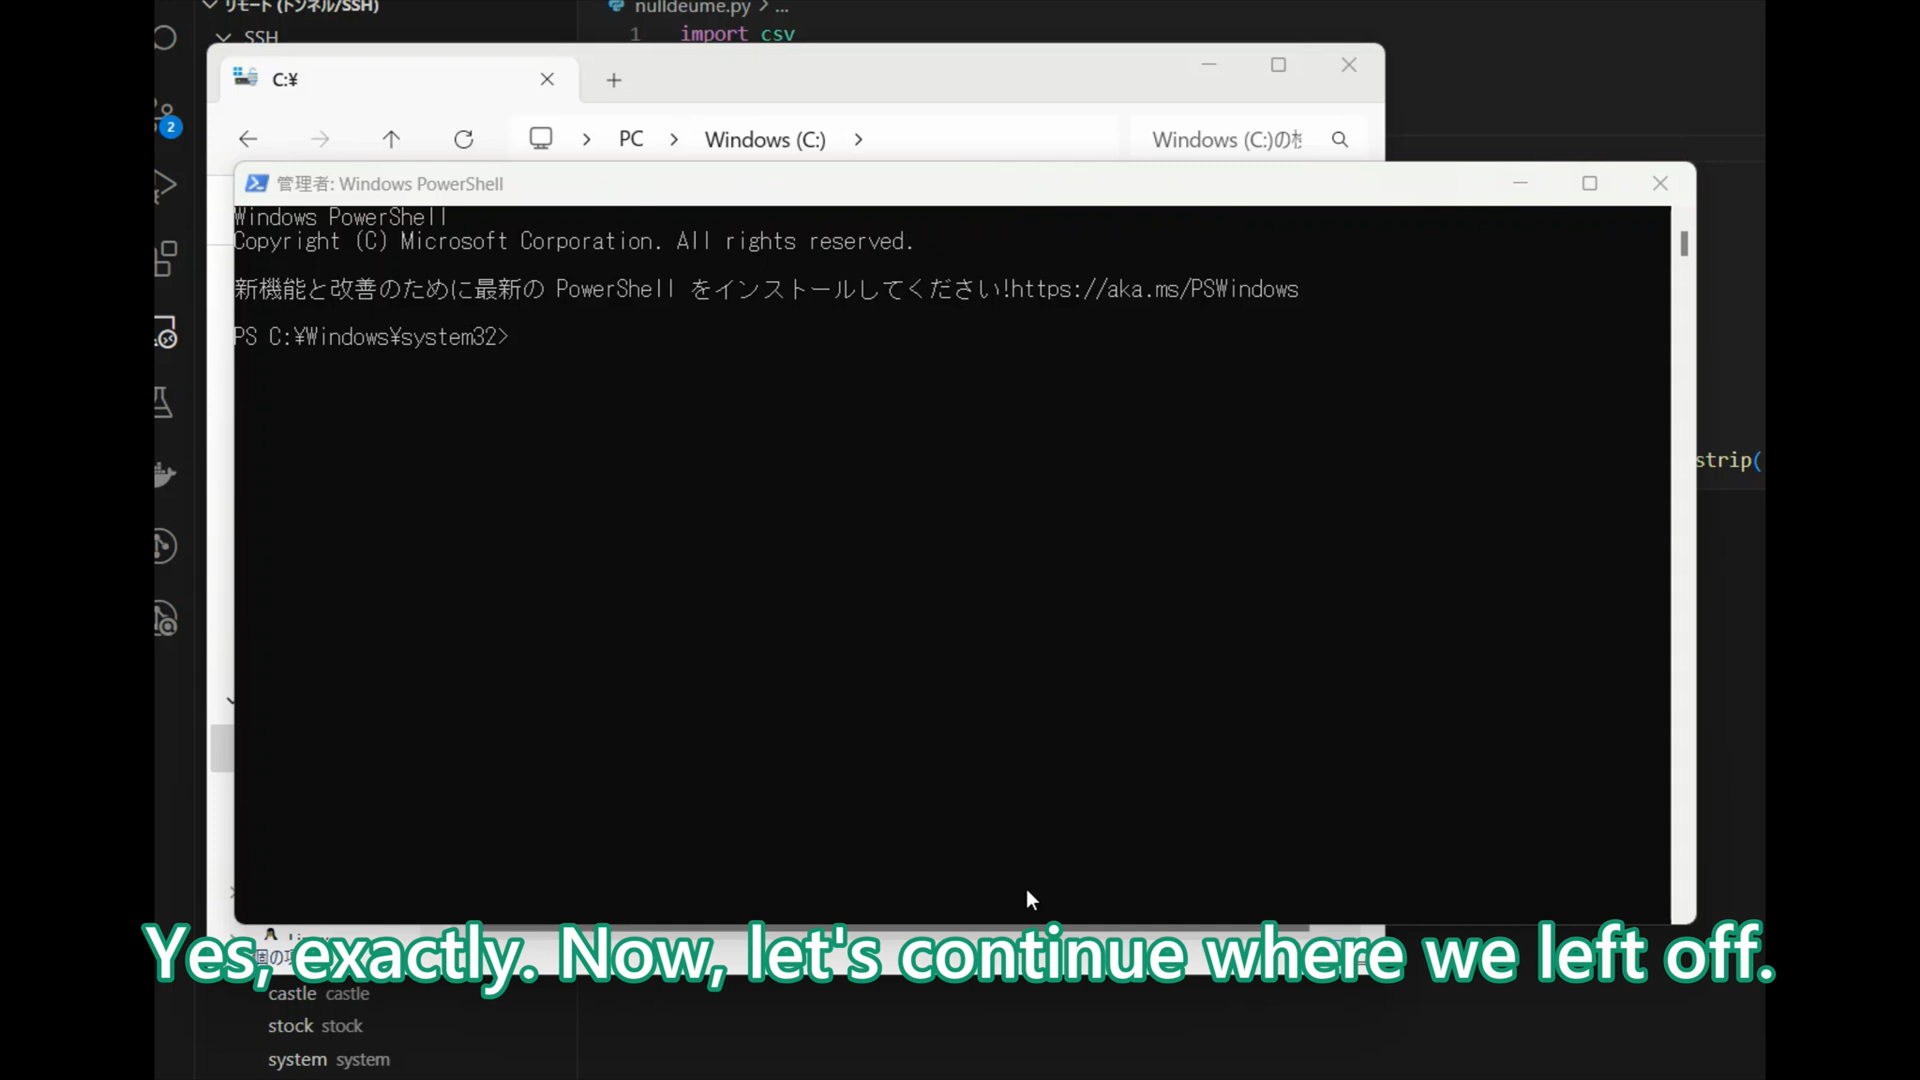 リモート (トンネル/SSH)
nulldeume.py > ...
SSH
1 import csv
C:¥
2
PC > Windows (C:) >
Windows (C:)の検
管理者: Windows PowerShell
Windows PowerShell
Copyright (C) Microsoft Corporation. All rights reserved.
新機能と改善のために最新の PowerShell をインストールしてください!https://aka.ms/PSWindows
PS C:¥Windows¥system32>
strip(
Yes, exactly. Now, let's continue where we left off.
castle castle
stock stock
system system